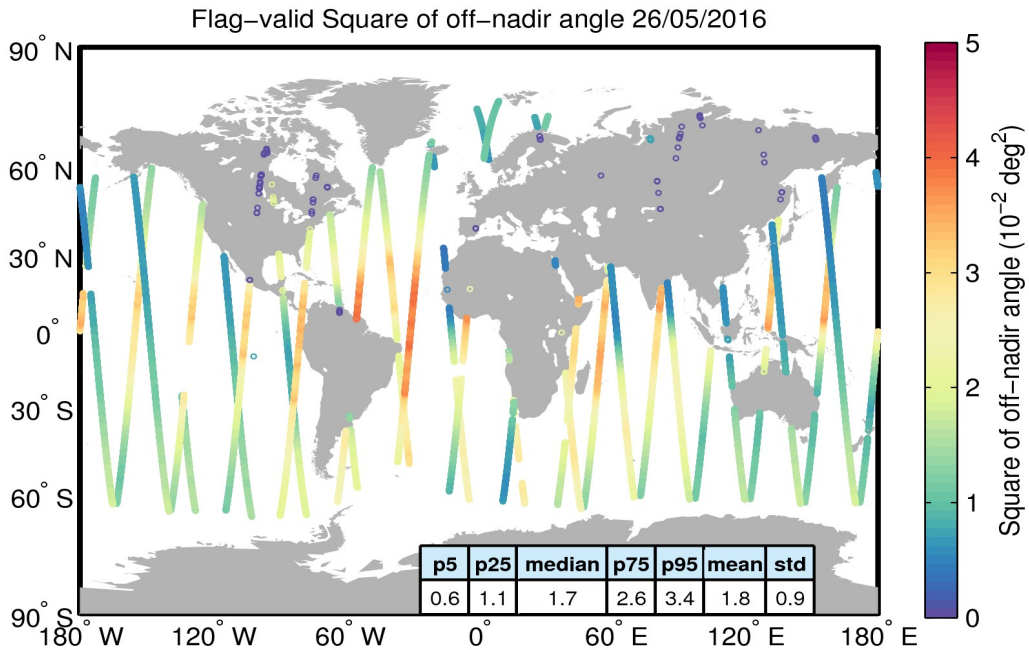 Flag−valid Square of off−nadir angle 26/05/2016
90° N
60° N
30° N
0°
30° S
60° S
90° S
180° W
120° W
60° W
0°
60° E
120° E
180° E
p5 p25 median p75 p95 mean std
0.6 1.1 1.7 2.6 3.4 1.8 0.9
5
4
3
2
1
0
Square of off−nadir angle (10⁻² deg²)